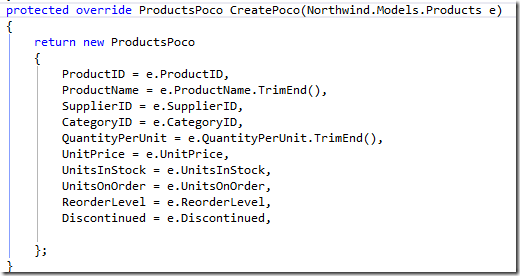 protected override ProductsPoco CreatePoco(Northwind.Models.Products e)
{
    return new ProductsPoco
    {
        ProductID = e.ProductID,
        ProductName = e.ProductName.TrimEnd(),
        SupplierID = e.SupplierID,
        CategoryID = e.CategoryID,
        QuantityPerUnit = e.QuantityPerUnit.TrimEnd(),
        UnitPrice = e.UnitPrice,
        UnitsInStock = e.UnitsInStock,
        UnitsOnOrder = e.UnitsOnOrder,
        ReorderLevel = e.ReorderLevel,
        Discontinued = e.Discontinued,

    };
}